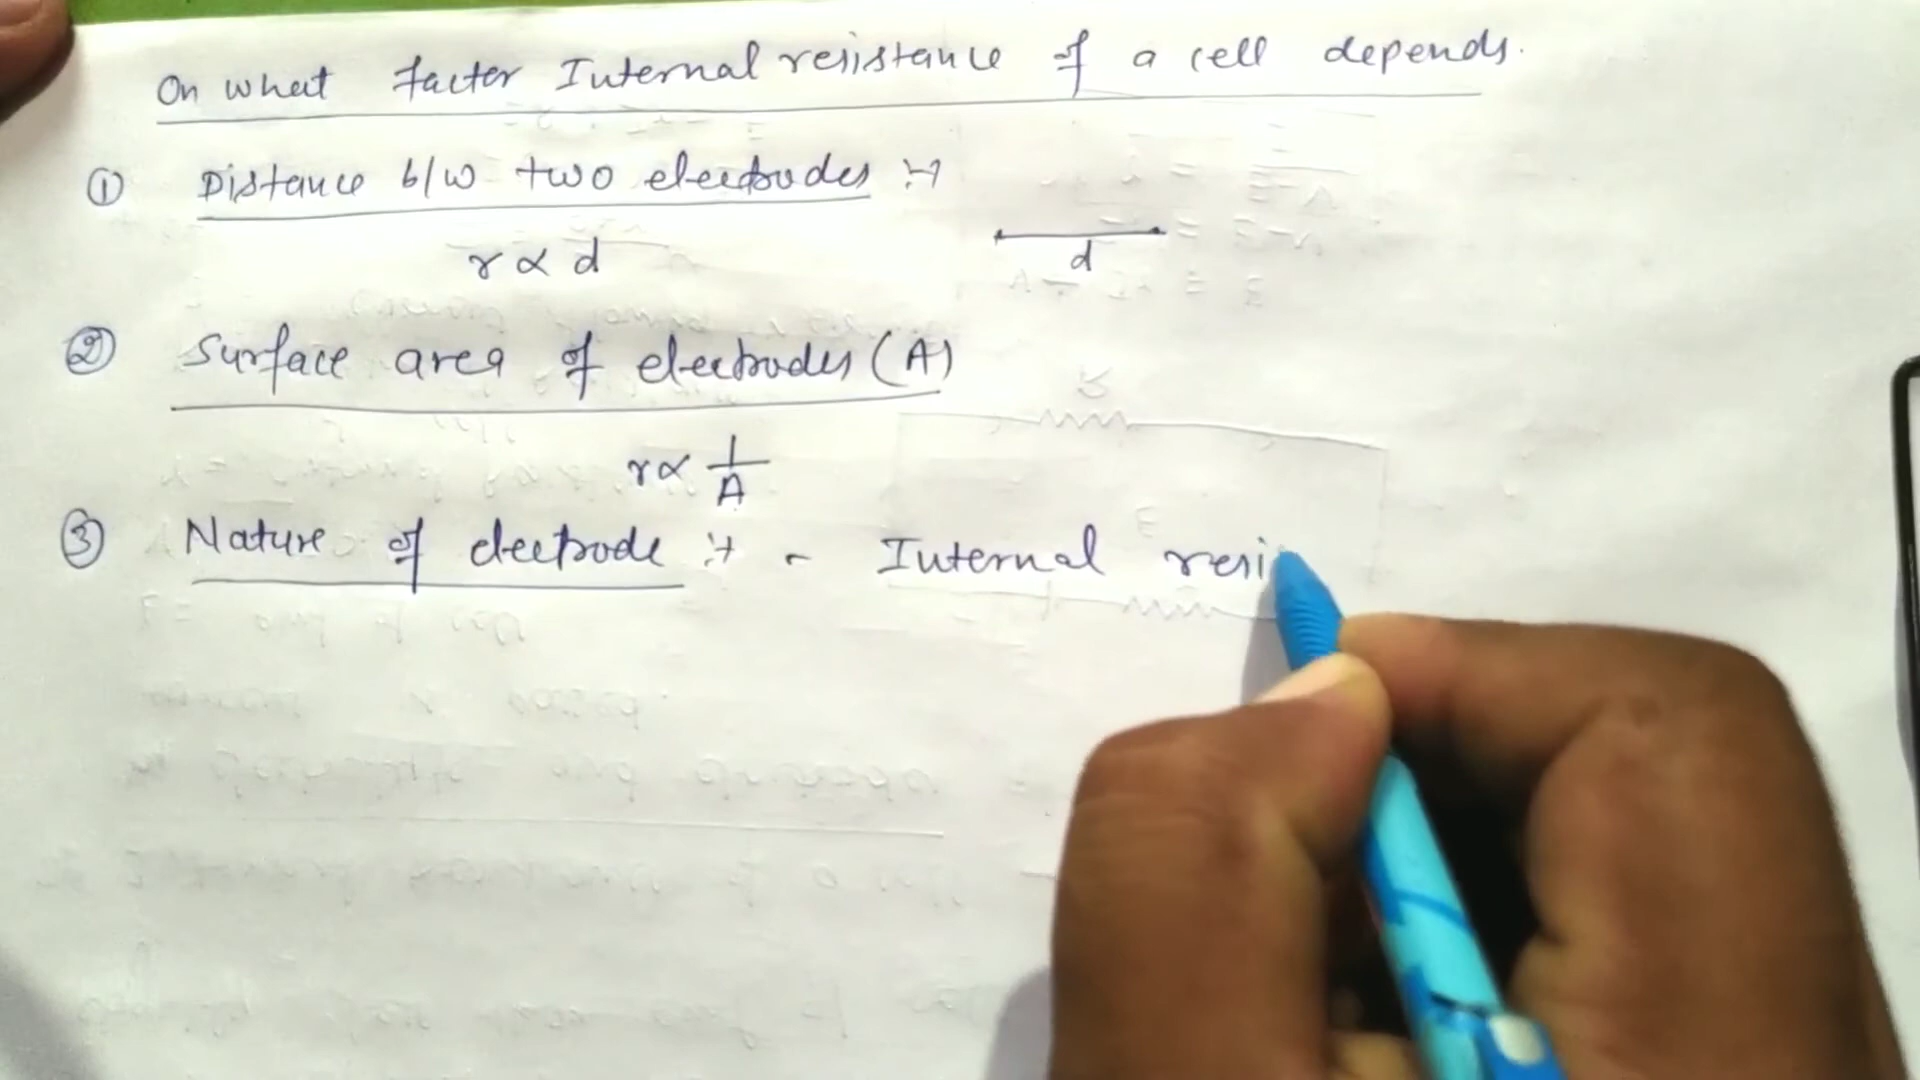 On what factor Internal resistance of a cell depends.
① Distance b/w two electrodes :→
r ∝ d
d
② Surface area of electrodes (A)
r ∝ 1/A
③ Nature of electrode :→ - Internal resi